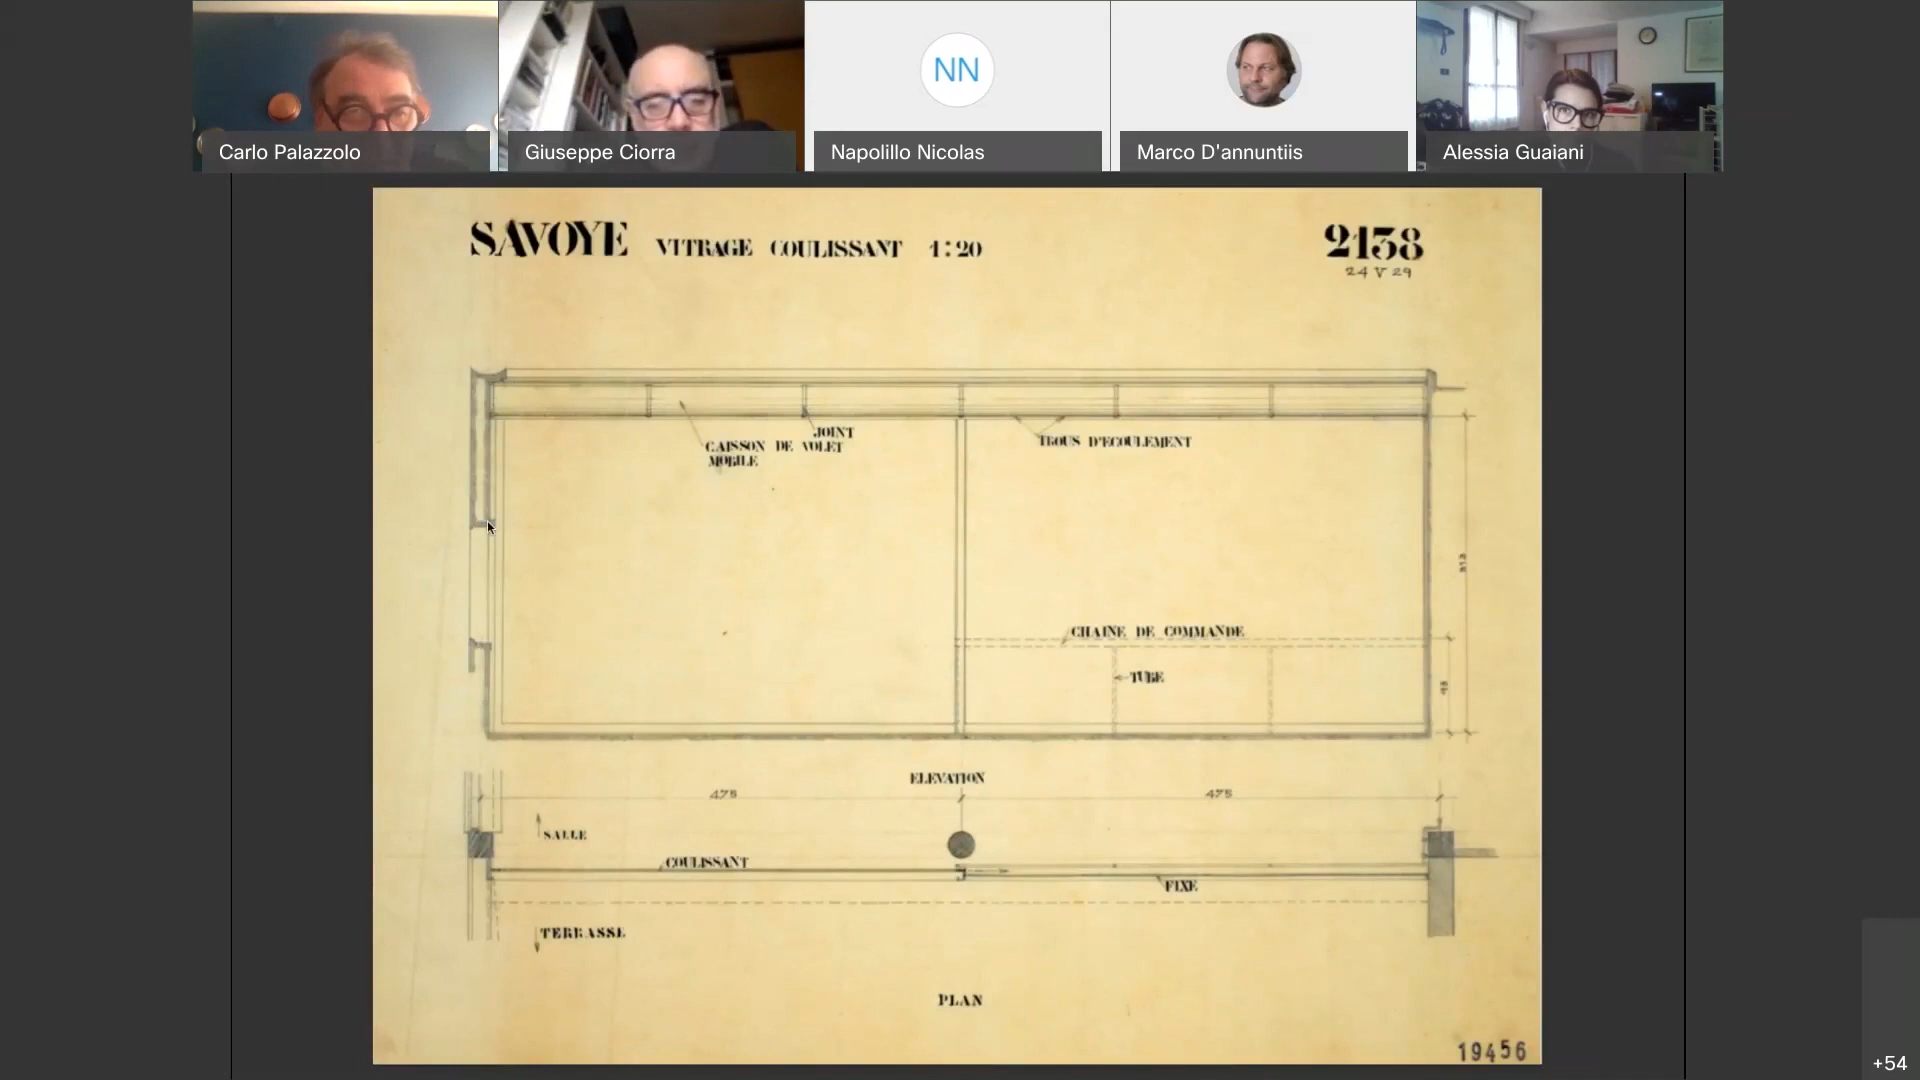 Carlo Palazzolo
Giuseppe Ciorra
NN
Napolillo Nicolas
Marco D'annuntiis
Alessia Guaiani
SAVOYE VITRAGE COULISSANT 1:20
2138
24 V 29
JOINT
CAISSON DE VOLET
MOBILE
TROUS D'ECOULEMENT
CHAINE DE COMMANDE
TUBE
ELEVATION
475
475
SALLE
COULISSANT
FIXE
TERRASSE
PLAN
19456
+54